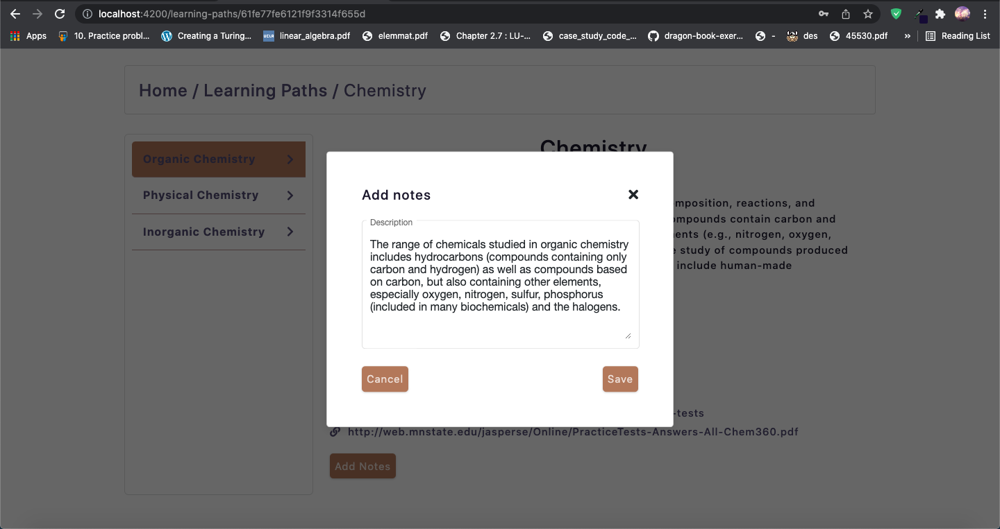 localhost:4200/learning-paths/61fe77fe6121f9f3314f655d
Apps 10. Practice probl... Creating a Turing... UCLR linear_algebra.pdf elemmat.pdf Chapter 2.7 : LU-... case_study_code_... dragon-book-exer... - des 45530.pdf » Reading List
Home / Learning Paths / Chemistry
Organic Chemistry
Physical Chemistry
Inorganic Chemistry
Chemistry
mposition, reactions, and
mpounds contain carbon and
ents (e.g., nitrogen, oxygen,
study of compounds produced
include human-made
Add notes
Description
The range of chemicals studied in organic chemistry
includes hydrocarbons (compounds containing only
carbon and hydrogen) as well as compounds based
on carbon, but also containing other elements,
especially oxygen, nitrogen, sulfur, phosphorus
(included in many biochemicals) and the halogens.
Cancel Save
-tests
http://web.mnstate.edu/jasperse/Online/PracticeTests-Answers-All-Chem360.pdf
Add Notes